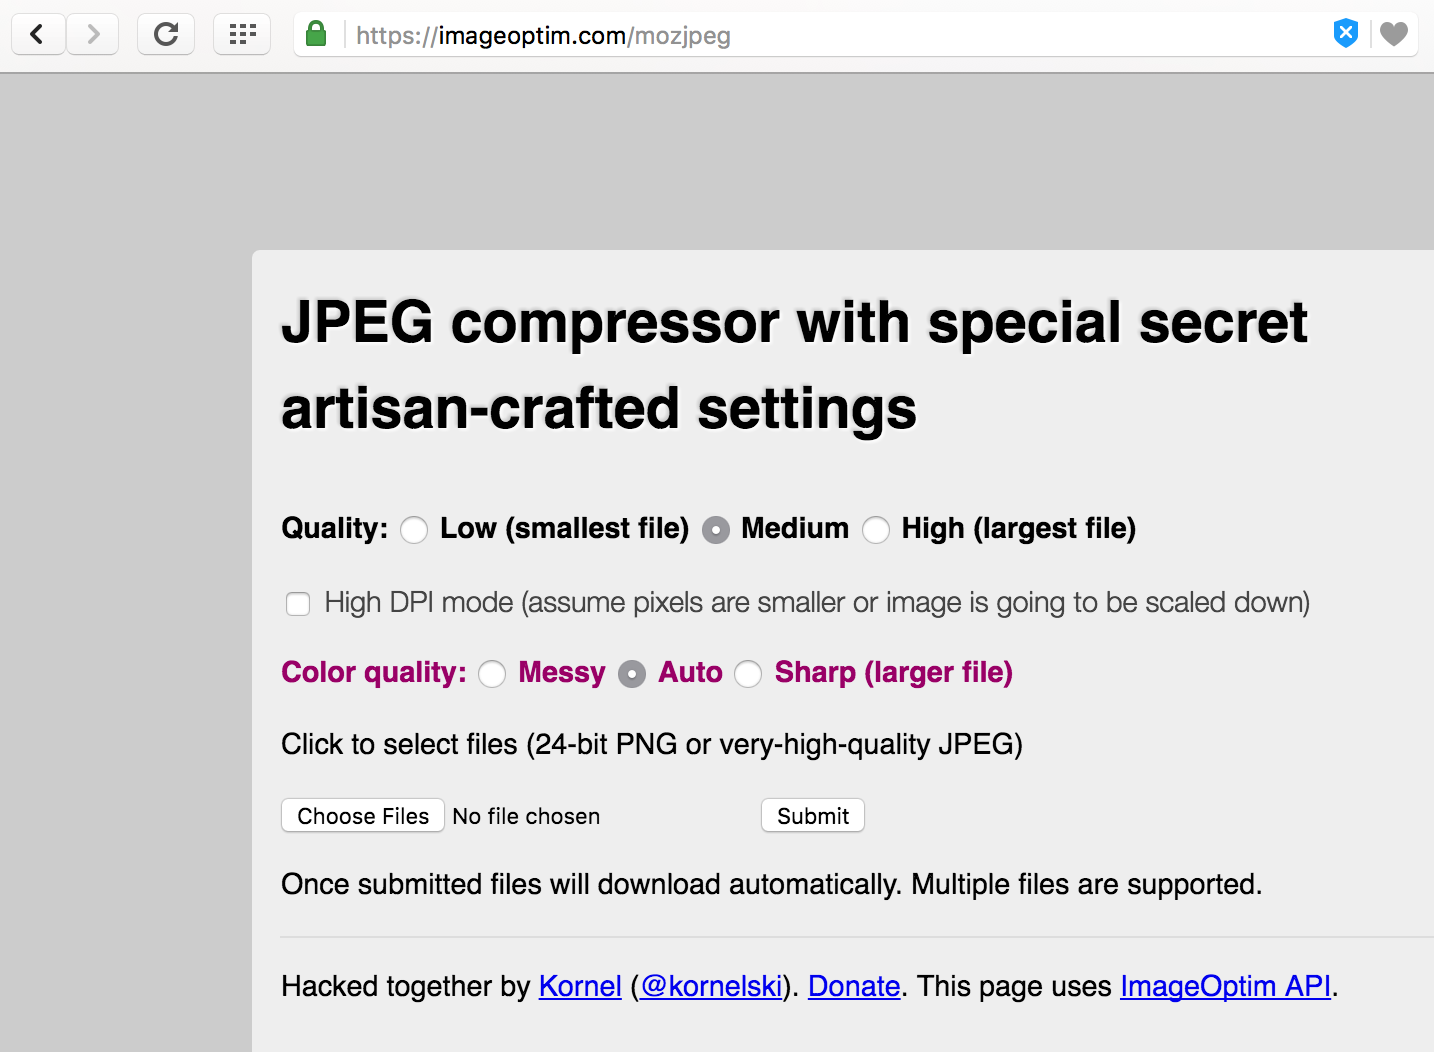 https://imageoptim.com/mozjpeg
JPEG compressor with special secret
artisan-crafted settings
Quality: Low (smallest file) Medium High (largest file)
High DPI mode (assume pixels are smaller or image is going to be scaled down)
Color quality: Messy Auto Sharp (larger file)
Click to select files (24-bit PNG or very-high-quality JPEG)
Choose Files No file chosen Submit
Once submitted files will download automatically. Multiple files are supported.
Hacked together by Kornel (@kornelski). Donate. This page uses ImageOptim API.